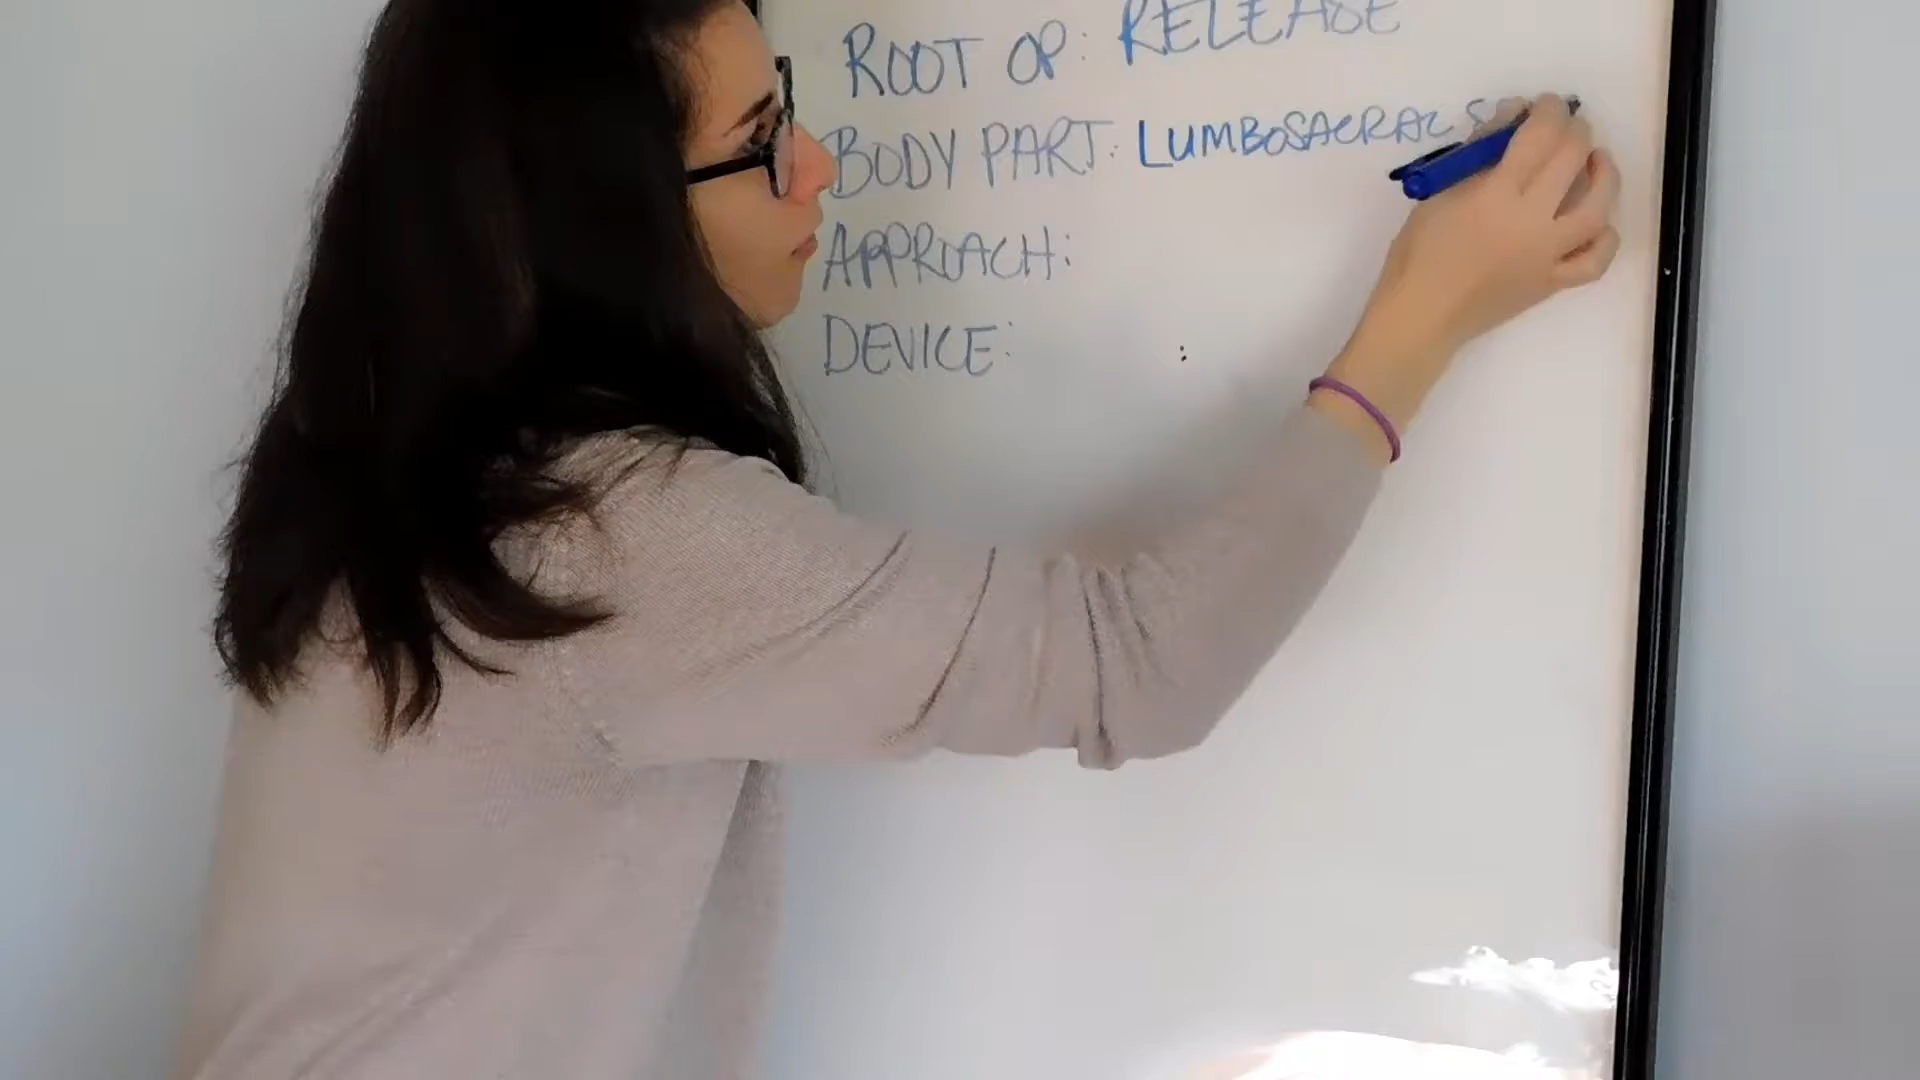 ROOT OP: RELEASE
BODY PART: LUMBOSACRAL
APPROACH:
DEVICE: